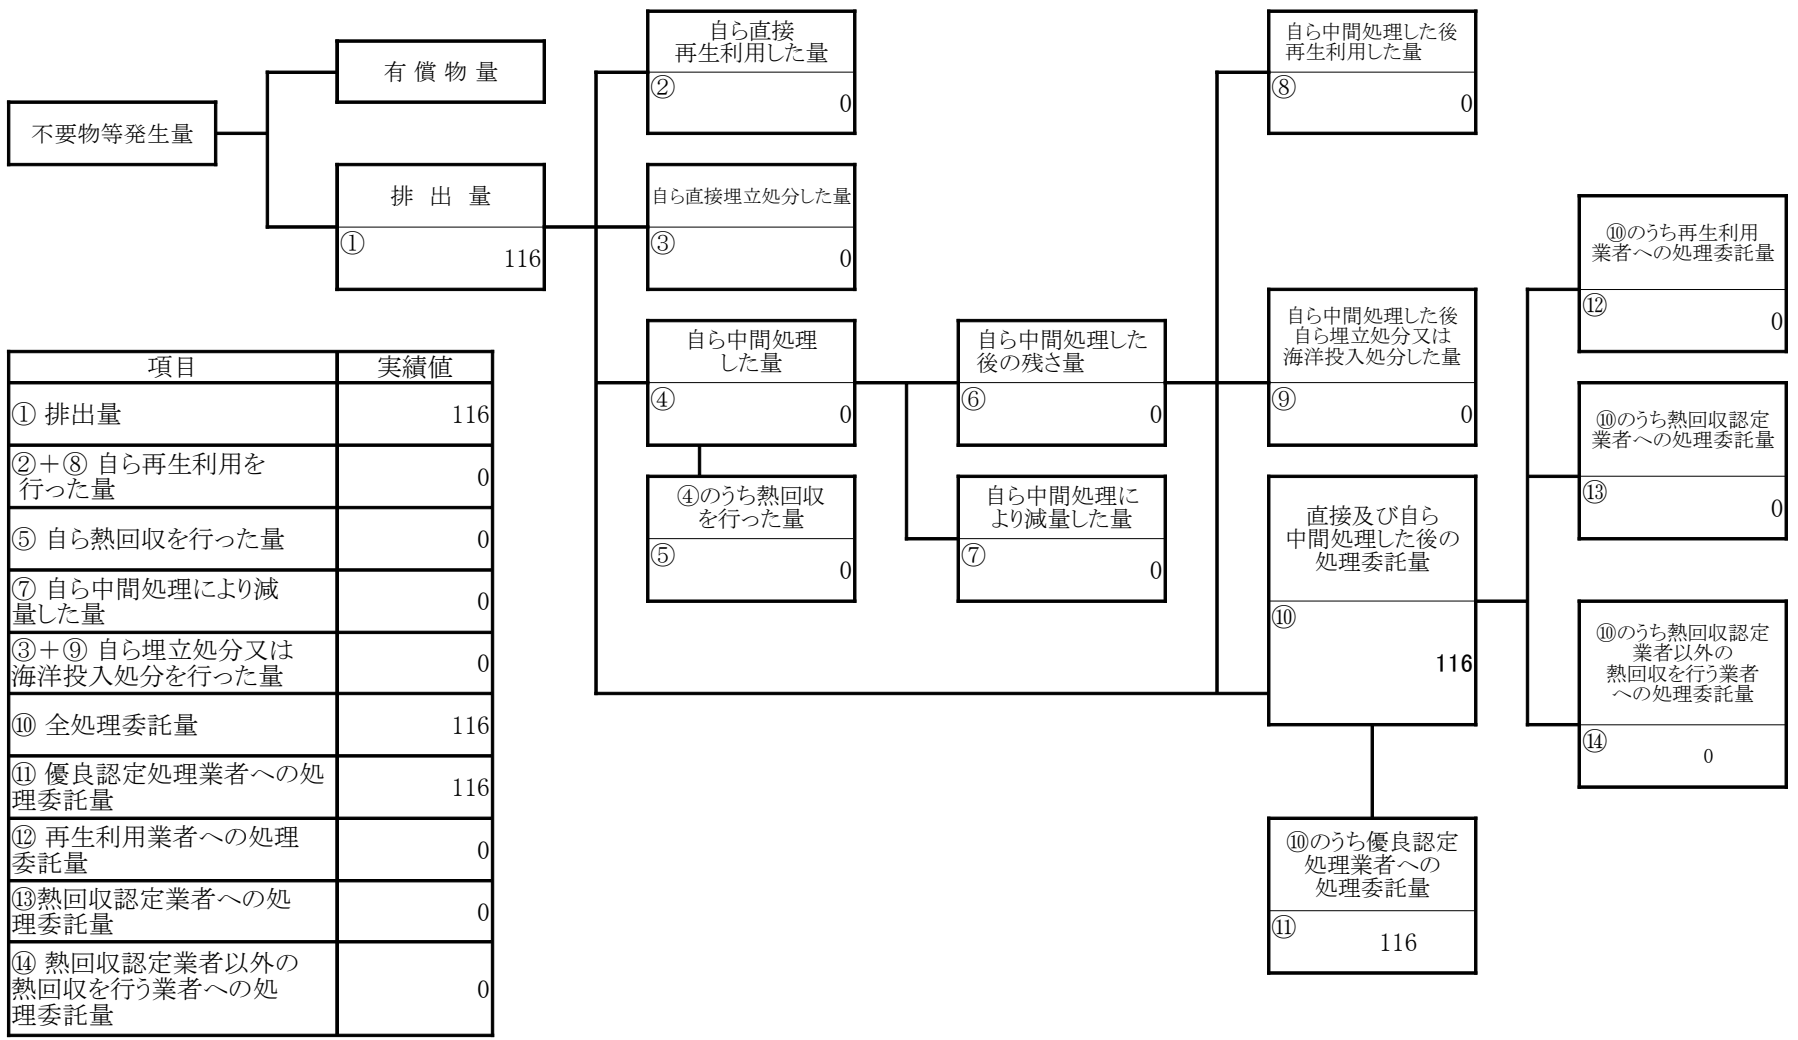 不要物等発生量
有 償 物 量
排 出 量
①
116
自ら直接
再生利用した量
②
0
自ら直接埋立処分した量
③
0
自ら中間処理
した量
④
0
④のうち熱回収
を行った量
⑤
0
自ら中間処理した
後の残さ量
⑥
0
自ら中間処理に
より減量した量
⑦
0
自ら中間処理した後
再生利用した量
⑧
0
自ら中間処理した後
自ら埋立処分又は
海洋投入処分した量
⑨
0
直接及び自ら
中間処理した後の
処理委託量
⑩
116
⑩のうち優良認定
処理業者への
処理委託量
⑪
116
⑩のうち再生利用
業者への処理委託量
⑫
0
⑩のうち熱回収認定
業者への処理委託量
⑬
0
⑩のうち熱回収認定
業者以外の
熱回収を行う業者
への処理委託量
⑭
0
項目 実績値
① 排出量 116
②＋⑧ 自ら再生利用を
行った量 0
⑤ 自ら熱回収を行った量 0
⑦ 自ら中間処理により減
量した量 0
③＋⑨ 自ら埋立処分又は
海洋投入処分を行った量 0
⑩ 全処理委託量 116
⑪ 優良認定処理業者への処
理委託量 116
⑫ 再生利用業者への処理
委託量 0
⑬熱回収認定業者への処
理委託量 0
⑭ 熱回収認定業者以外の
熱回収を行う業者への処
理委託量 0